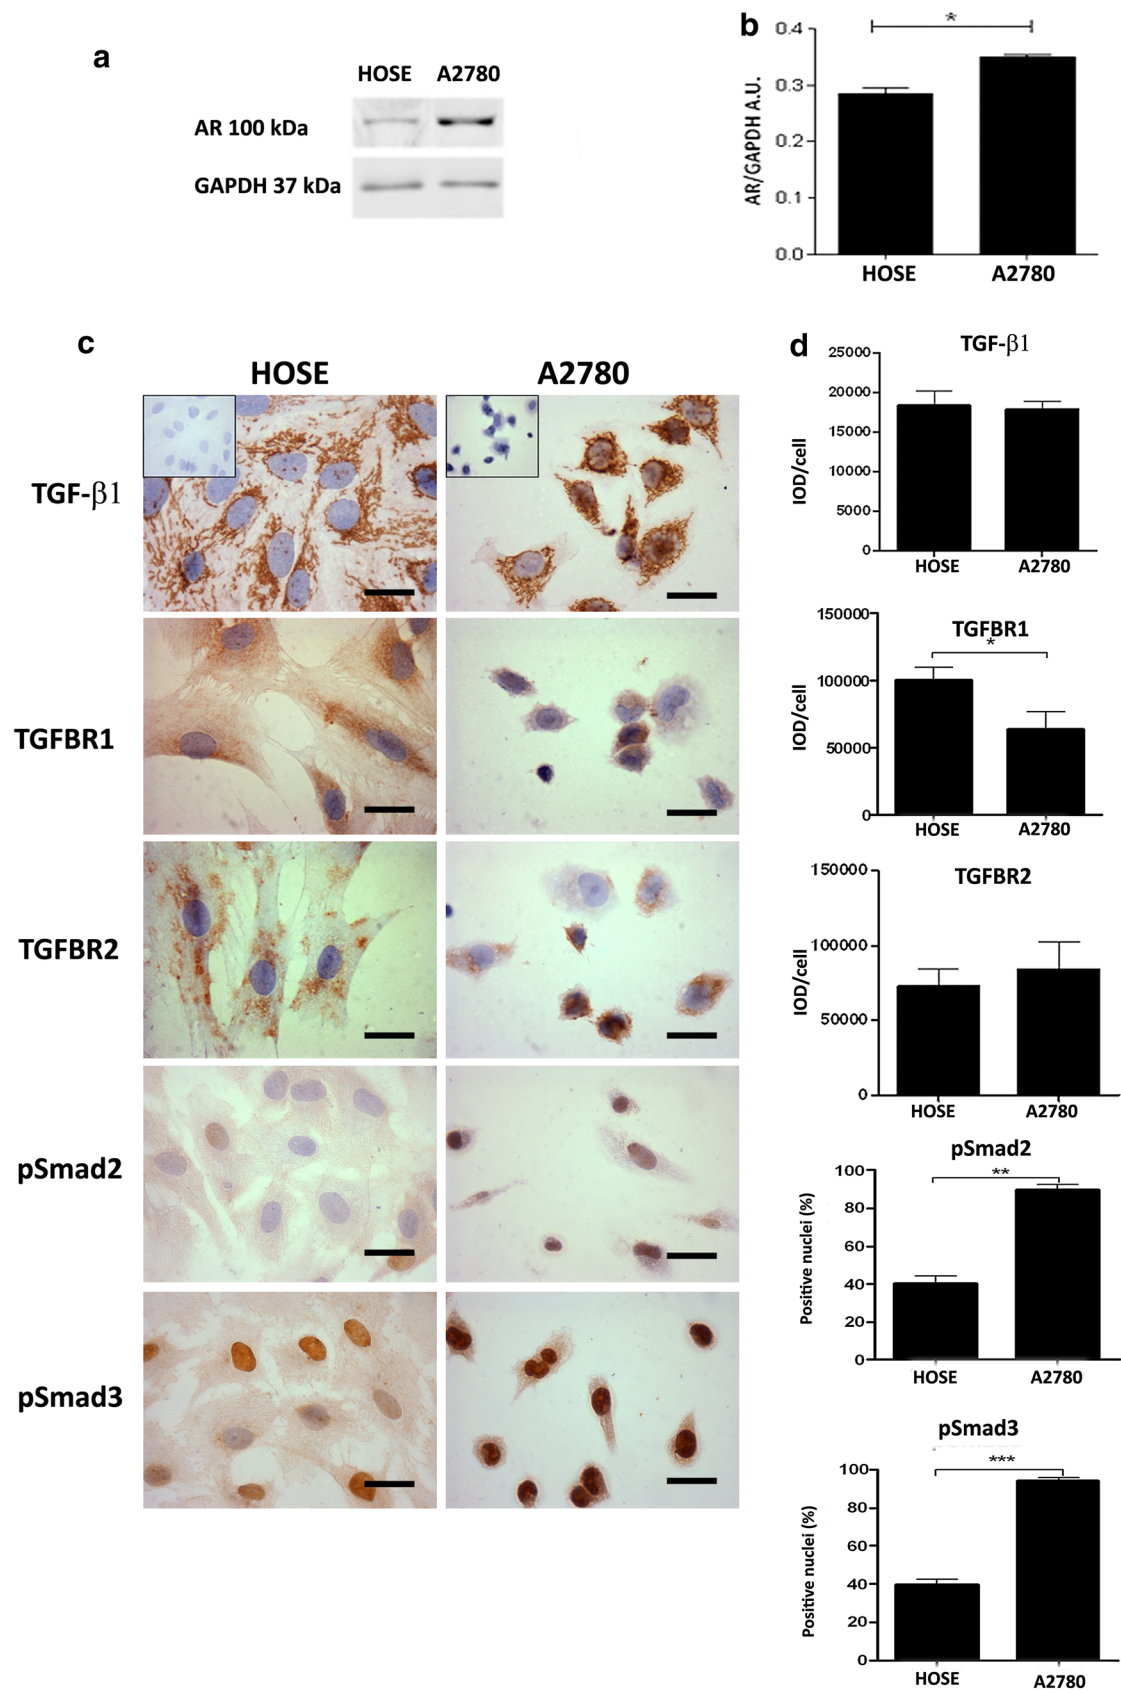 a
HOSE A2780
AR 100 kDa
GAPDH 37 kDa
b
*
0.4
0.3
0.2
0.1
0.0
AR/GAPDH A.U.
HOSE A2780
c
HOSE A2780
TGF-β1
TGFBR1
TGFBR2
pSmad2
pSmad3
d
TGF-β1
25000
20000
15000
10000
5000
0
IOD/cell
HOSE A2780
TGFBR1
*
150000
100000
50000
0
IOD/cell
HOSE A2780
TGFBR2
150000
100000
50000
0
IOD/cell
HOSE A2780
pSmad2
**
100
80
60
40
20
0
Positive nuclei (%)
HOSE A2780
pSmad3
***
100
80
60
40
20
0
Positive nuclei (%)
HOSE A2780